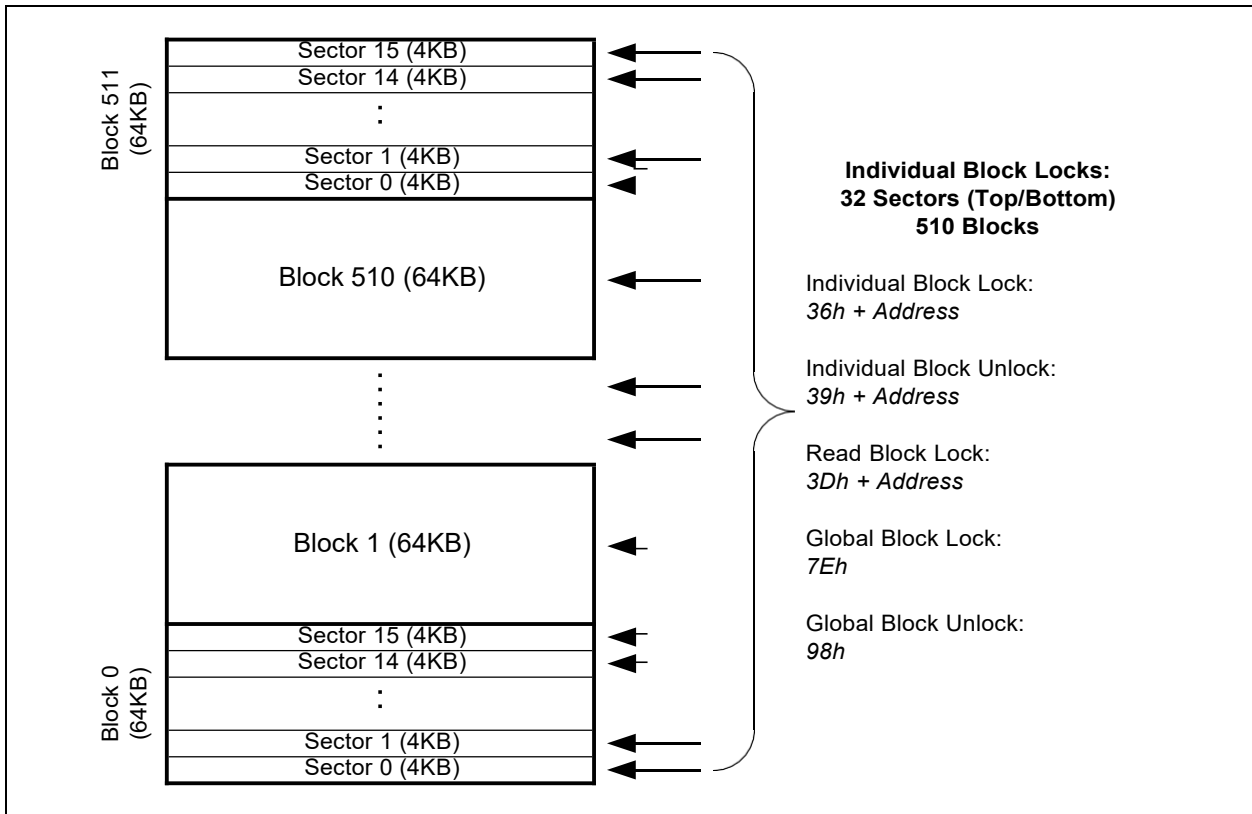 Block 511
(64KB)
Sector 15 (4KB)
Sector 14 (4KB)
:
Sector 1 (4KB)
Sector 0 (4KB)
Block 510 (64KB)
Block 1 (64KB)
Block 0
(64KB)
Sector 15 (4KB)
Sector 14 (4KB)
:
Sector 1 (4KB)
Sector 0 (4KB)
Individual Block Locks:
32 Sectors (Top/Bottom)
510 Blocks
Individual Block Lock:
36h + Address
Individual Block Unlock:
39h + Address
Read Block Lock:
3Dh + Address
Global Block Lock:
7Eh
Global Block Unlock:
98h